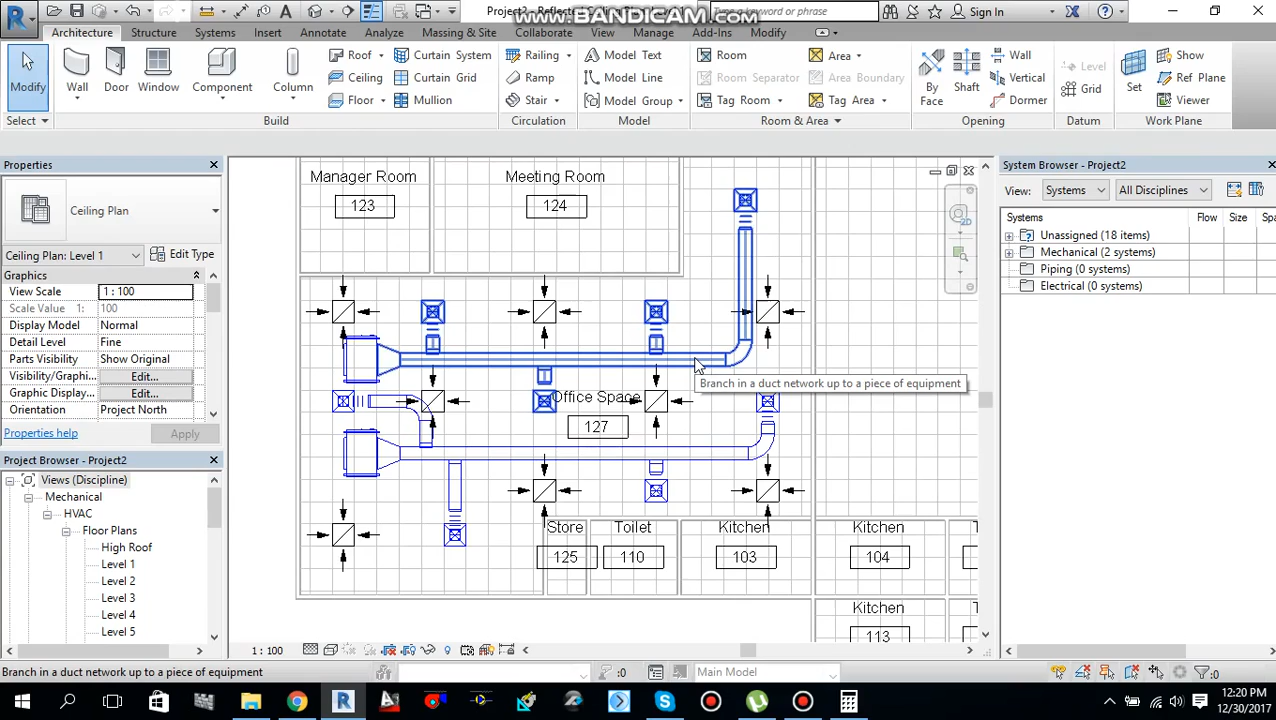 Project2 - Reflected Ceiling Pl
www.BANDICAM.com
Type a keyword or phrase
Sign In
Architecture Structure Systems Insert Annotate Analyze Massing & Site Collaborate View Manage Add-Ins Modify
Modify Wall Door Window Component Column
Roof Curtain System Railing Model Text Room Area Wall Show
Ceiling Curtain Grid Ramp Model Line Room Separator Area Boundary Vertical Level Ref Plane
Floor Mullion Stair Model Group Tag Room Tag Area By Face Shaft Dormer Grid Set Viewer
Select Build Circulation Model Room & Area Opening Datum Work Plane
Properties
Ceiling Plan
Ceiling Plan: Level 1 Edit Type
Graphics
View Scale 1 : 100
Scale Value 1: 100
Display Model Normal
Detail Level Fine
Parts Visibility Show Original
Visibility/Graphi... Edit...
Graphic Display... Edit...
Orientation Project North
Properties help Apply
Project Browser - Project2
Views (Discipline)
Mechanical
HVAC
Floor Plans
High Roof
Level 1
Level 2
Level 3
Level 4
Level 5
Manager Room
123
Meeting Room
124
Office Space
127
Branch in a duct network up to a piece of equipment
Store
125
Toilet
110
Kitchen
103
Kitchen
104
Kitchen
113
1 : 100
System Browser - Project2
View: Systems All Disciplines
Systems Flow Size
Unassigned (18 items)
Mechanical (2 systems)
Piping (0 systems)
Electrical (0 systems)
Branch in a duct network up to a piece of equipment
:0
Main Model
:0
12:20 PM
12/30/2017